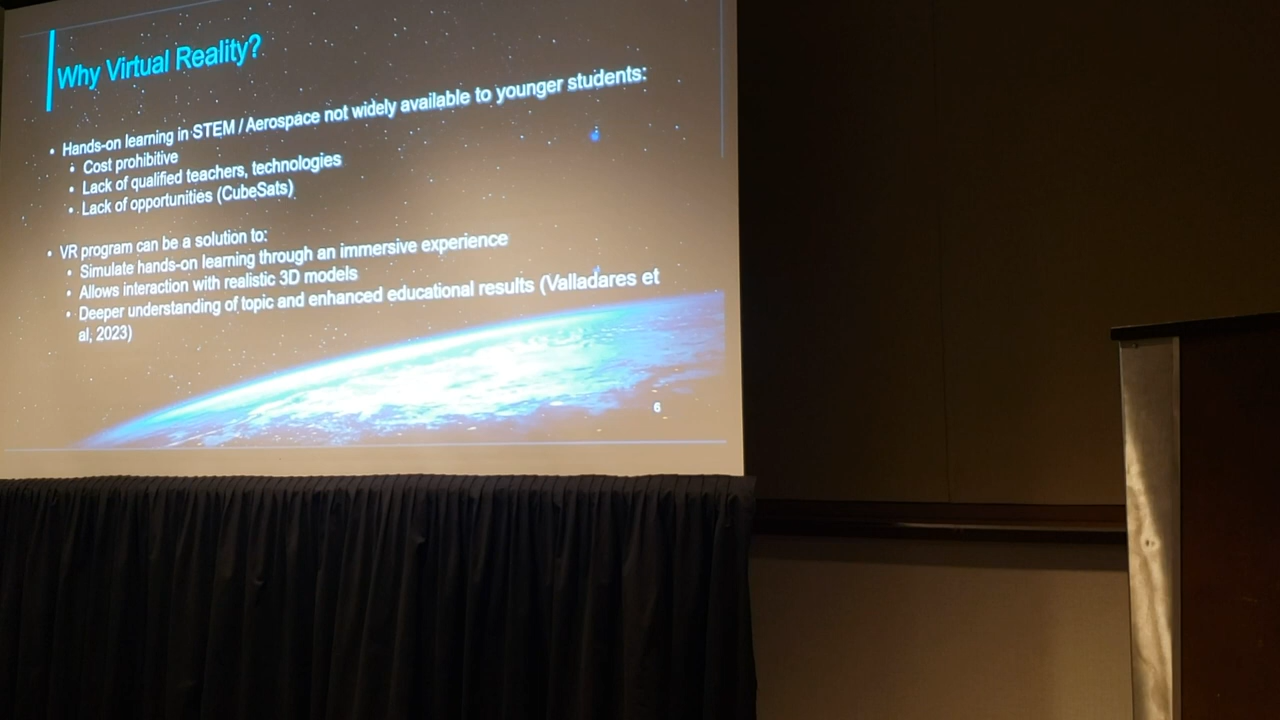 Why Virtual Reality?
• Hands-on learning in STEM / Aerospace not widely available to younger students:
• Cost prohibitive
• Lack of qualified teachers, technologies
• Lack of opportunities (CubeSats)
• VR program can be a solution to:
• Simulate hands-on learning through an immersive experience
• Allows interaction with realistic 3D models
• Deeper understanding of topic and enhanced educational results (Valladares et
al, 2023)
6